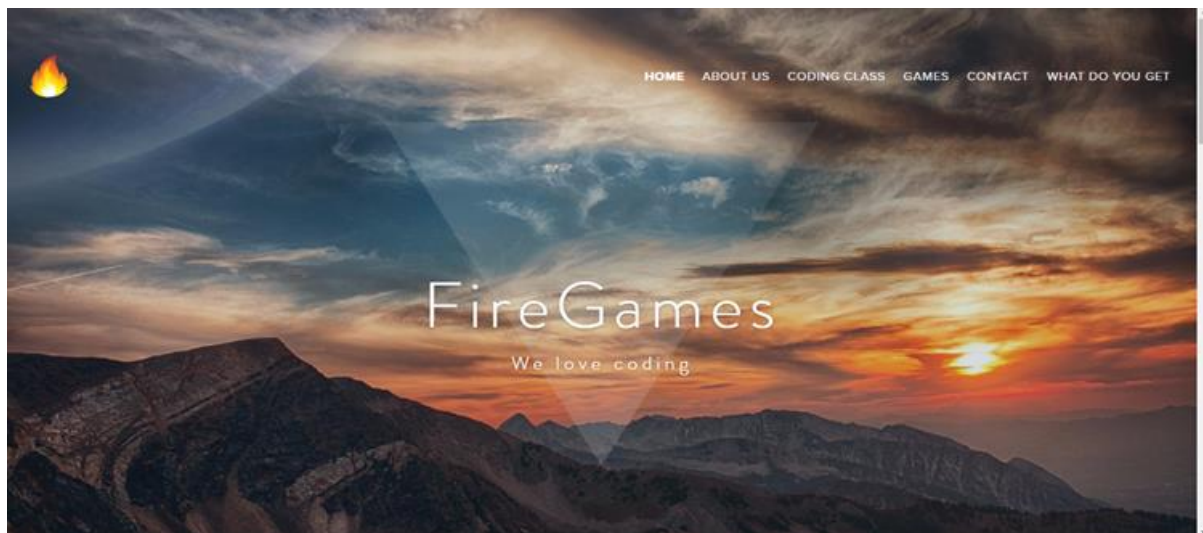 HOME ABOUT US CODING CLASS GAMES CONTACT WHAT DO YOU GET
FireGames
We love coding